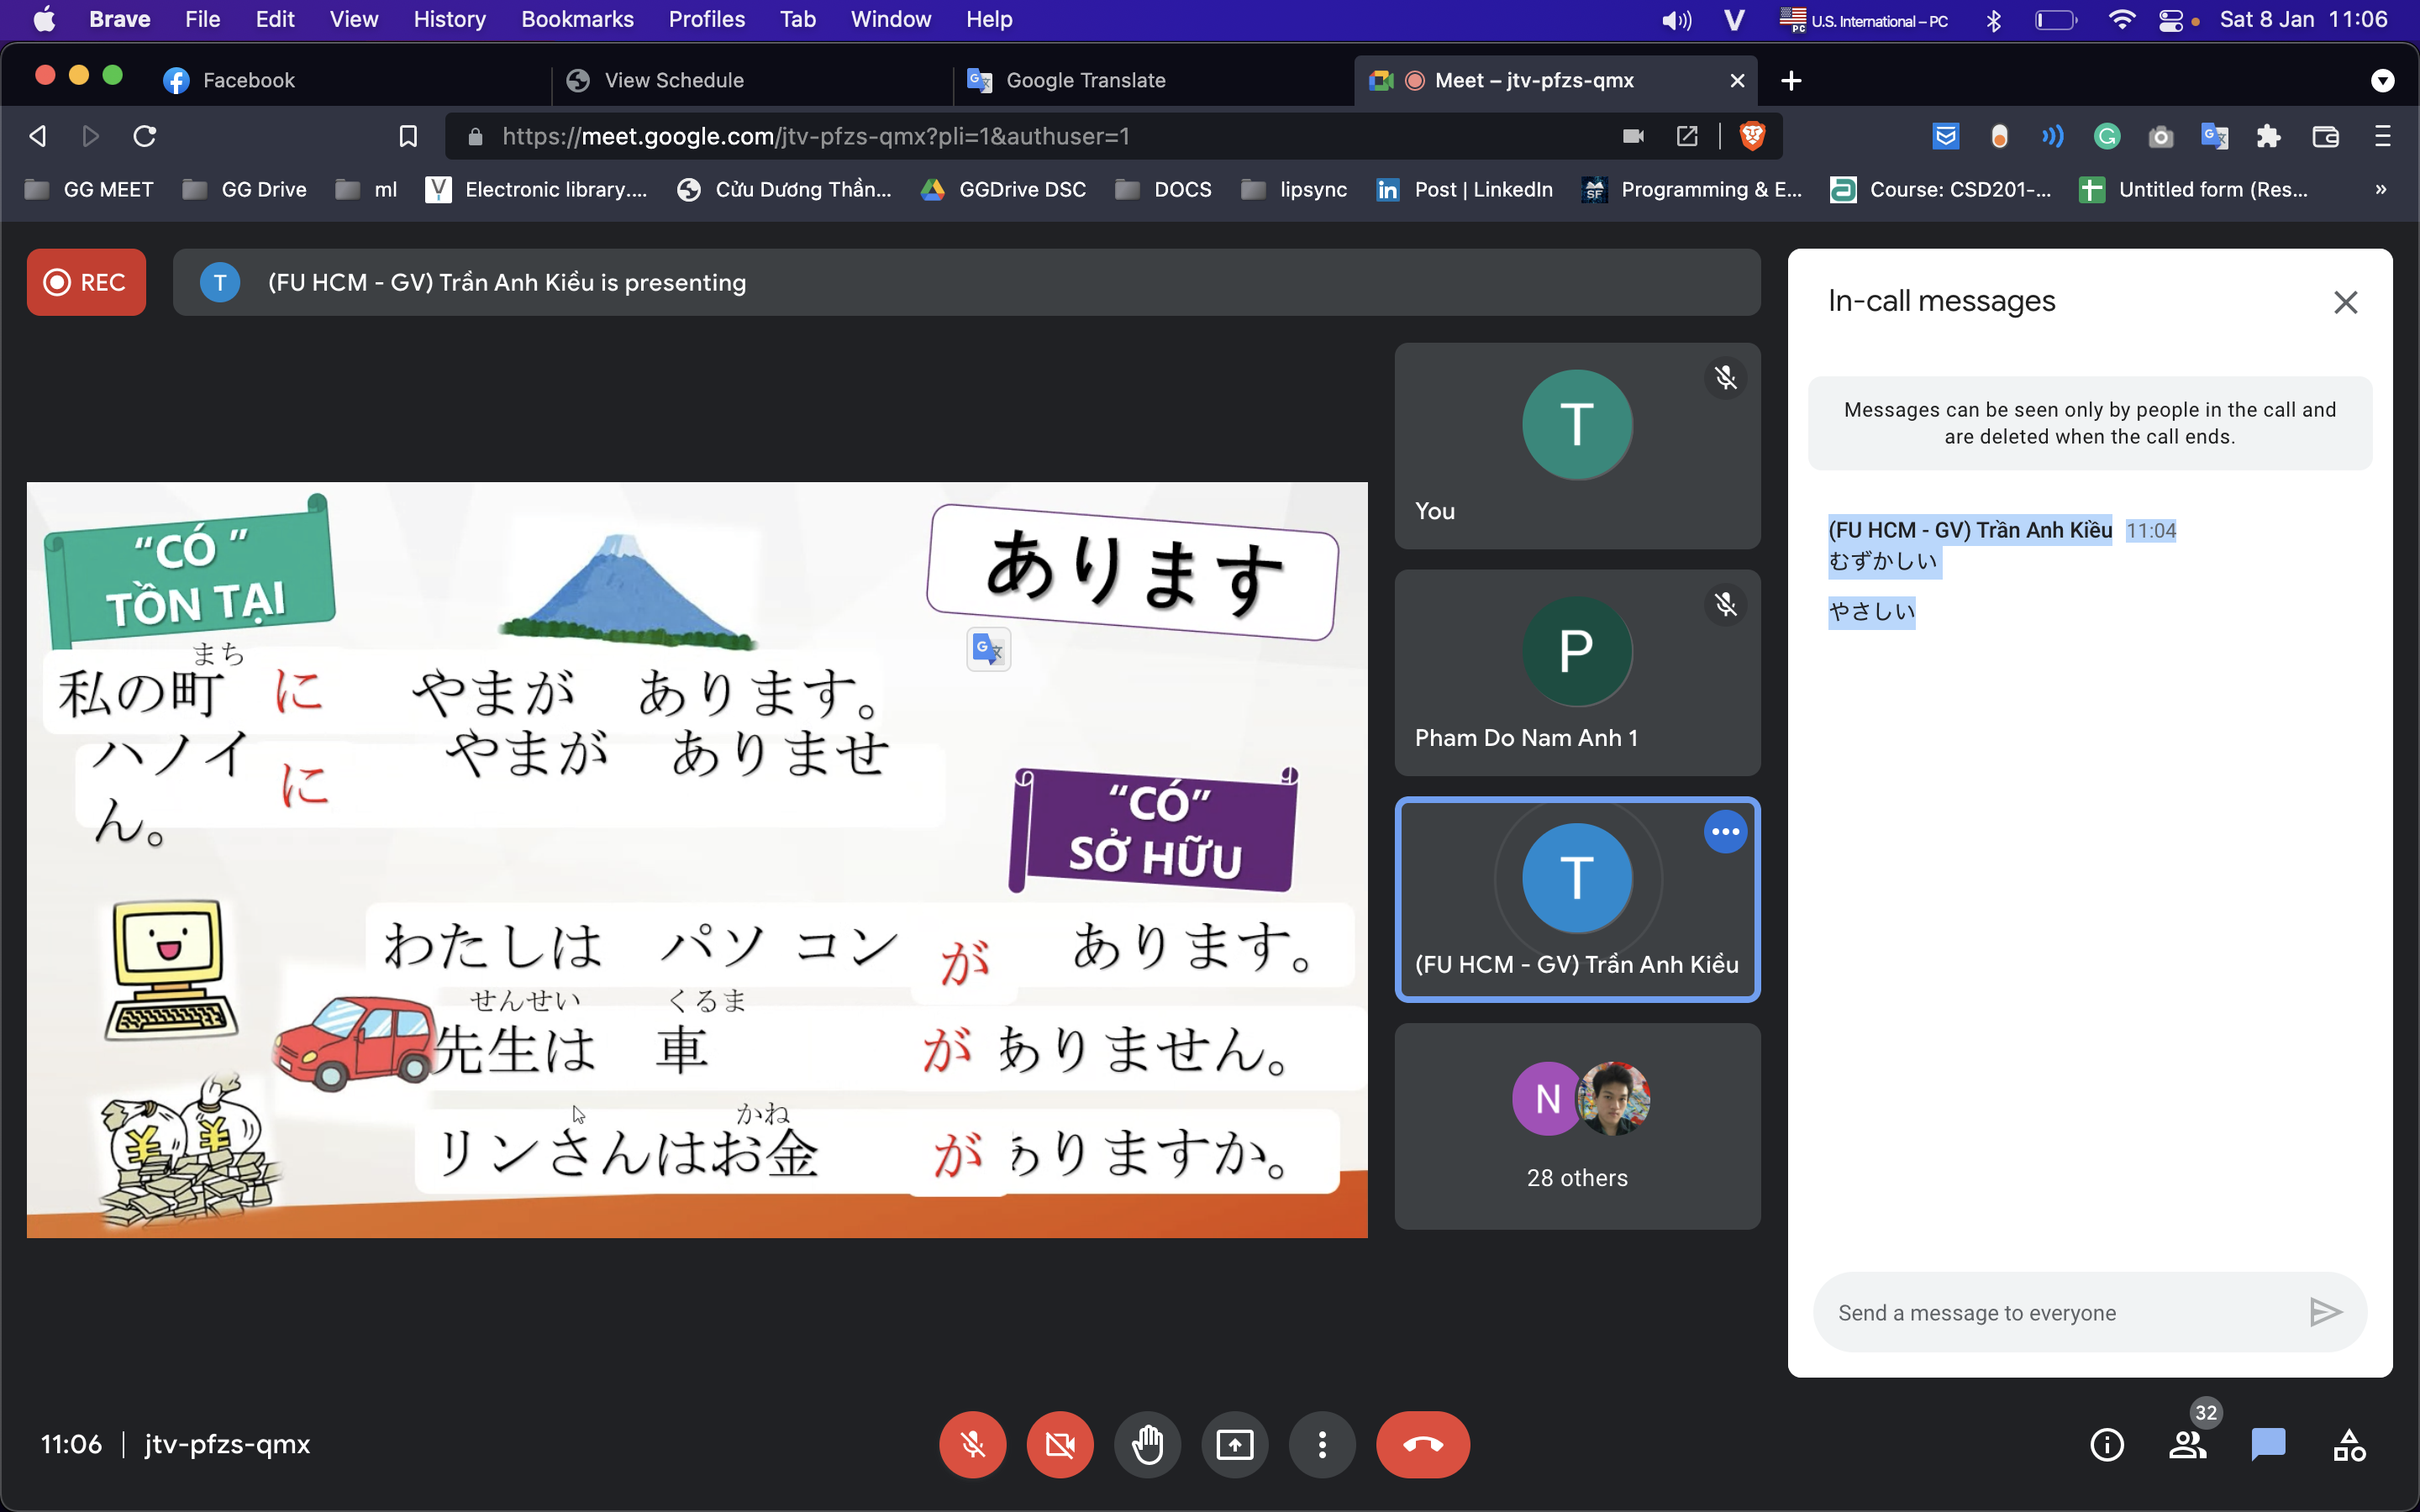 Brave File Edit View History Bookmarks Profiles Tab Window Help
V PC U.S. International – PC Sat 8 Jan 11:06
Facebook
View Schedule
Google Translate
Meet – jtv-pfzs-qmx
https://meet.google.com/jtv-pfzs-qmx?pli=1&authuser=1
GG MEET GG Drive ml Electronic library.... Cửu Dương Thần... GGDrive DSC DOCS lipsync Post | LinkedIn Programming & E... Course: CSD201-... Untitled form (Res... »
REC
T (FU HCM - GV) Trần Anh Kiều is presenting
“CÓ ”
TỒN TẠI
あります
まち
私の町 に やまが あります。
ハノイ に やまが ありませ
ん。
“CÓ”
SỞ HỮU
わたしは パソ コン が あります。
せんせい くるま
先生は 車 が ありません。
かね
リンさんはお金 が ありますか。
¥ ¥
T
You
P
Pham Do Nam Anh 1
T
(FU HCM - GV) Trần Anh Kiều
N
28 others
In-call messages
Messages can be seen only by people in the call and
are deleted when the call ends.
(FU HCM - GV) Trần Anh Kiều 11:04
むずかしい
やさしい
Send a message to everyone
11:06 | jtv-pfzs-qmx
32